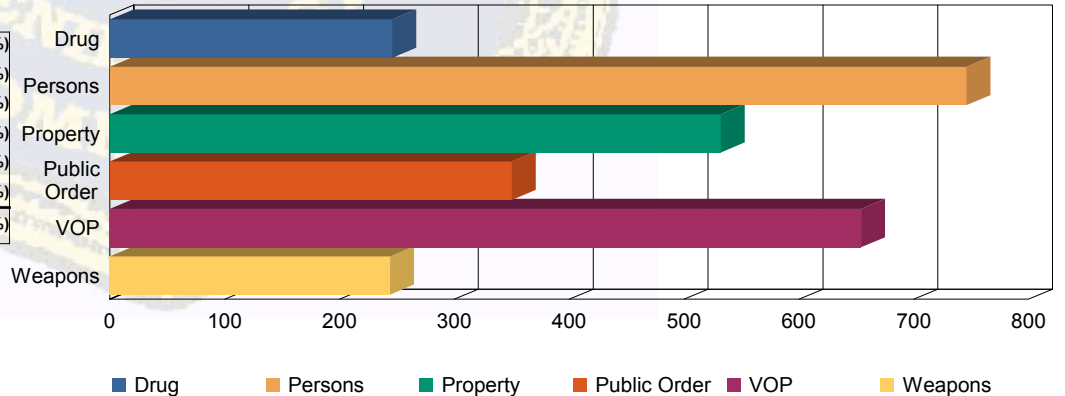 %)
%)
%)
%)
%)
%)
%)
Drug
Persons
Property
Public
Order
VOP
Weapons
0 100 200 300 400 500 600 700 800
Drug Persons Property Public Order VOP Weapons